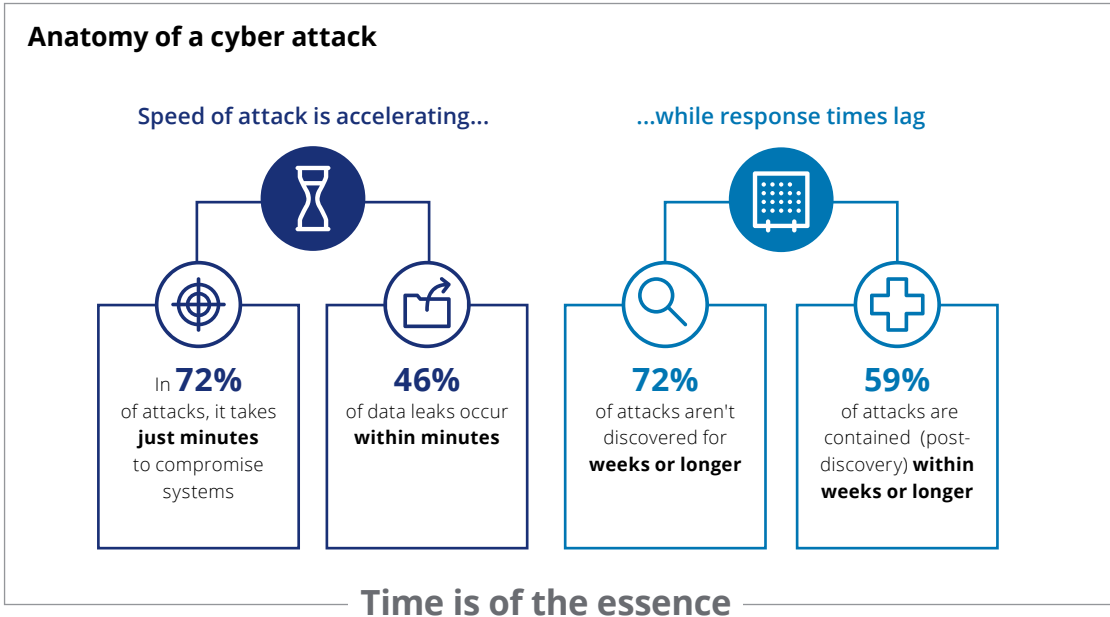 Anatomy of a cyber attack
Speed of attack is accelerating...
...while response times lag
In 72%
of attacks, it takes
just minutes
to compromise
systems
46%
of data leaks occur
within minutes
72%
of attacks aren't
discovered for
weeks or longer
59%
of attacks are
contained (post-
discovery) within
weeks or longer
Time is of the essence